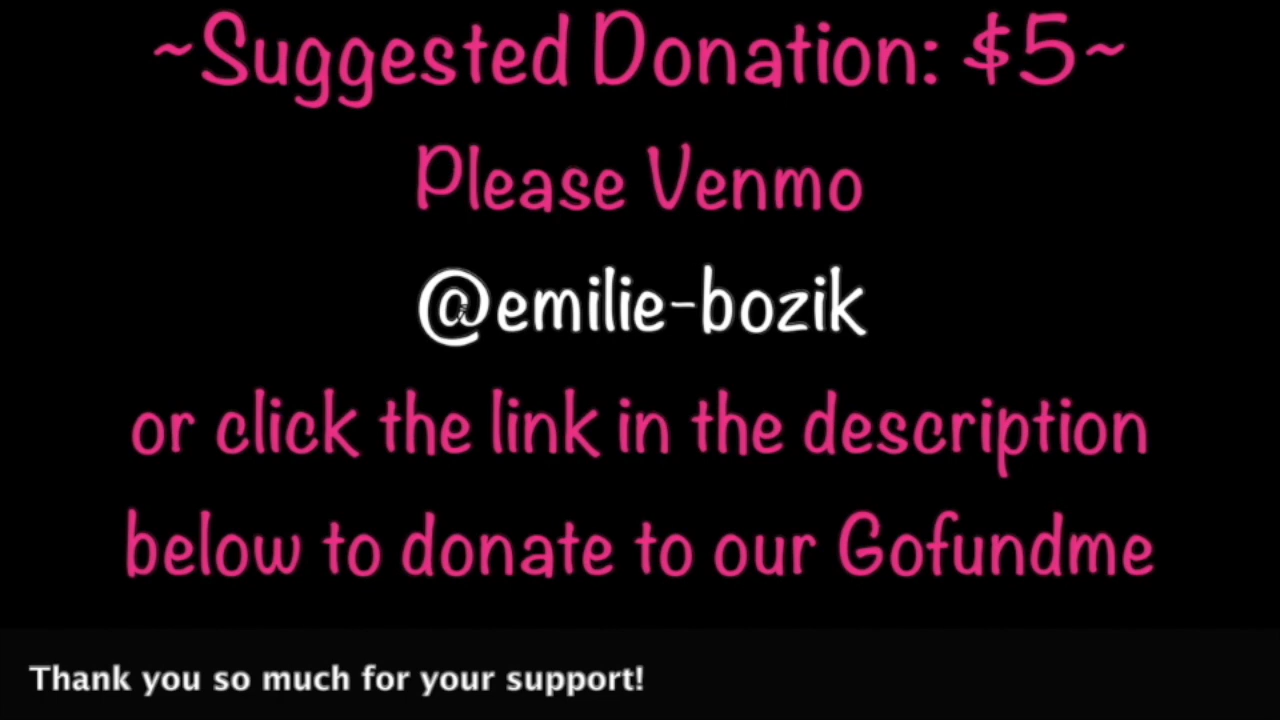 ~Suggested Donation: $5~
Please Venmo
@emilie-bozik
or click the link in the description
below to donate to our Gofundme
Thank you so much for your support!